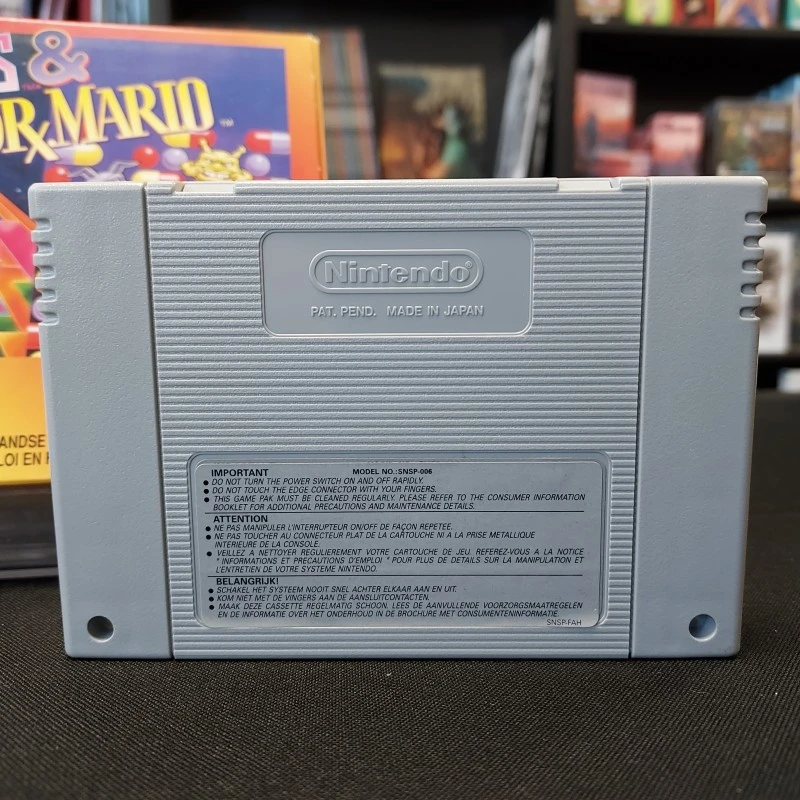 &
DR. MARIO
™
ANDSE
LOI EN
Nintendo®
PAT. PEND. MADE IN JAPAN
IMPORTANT MODEL NO.:SNSP-006
● DO NOT TURN THE POWER SWITCH ON AND OFF RAPIDLY.
● DO NOT TOUCH THE EDGE CONNECTOR WITH YOUR FINGERS.
● THIS GAME PAK MUST BE CLEANED REGULARLY. PLEASE REFER TO THE CONSUMER INFORMATION
BOOKLET FOR ADDITIONAL PRECAUTIONS AND MAINTENANCE DETAILS.
ATTENTION
● NE PAS MANIPULER L'INTERRUPTEUR ON/OFF DE FAÇON REPETEE.
● NE PAS TOUCHER AU CONNECTEUR PLAT DE LA CARTOUCHE NI A LA PRISE METALLIQUE
INTERIEURE DE LA CONSOLE.
● VEILLEZ A NETTOYER REGULIEREMENT VOTRE CARTOUCHE DE JEU. REFEREZ-VOUS A LA NOTICE
" INFORMATIONS ET PRECAUTIONS D'EMPLOI " POUR PLUS DE DETAILS SUR LA MANIPULATION ET
L'ENTRETIEN DE VOTRE SYSTEME NINTENDO.
BELANGRIJK!
● SCHAKEL HET SYSTEEM NOOIT SNEL ACHTER ELKAAR AAN EN UIT.
● KOM NIET MET DE VINGERS AAN DE AANSLUITCONTACTEN.
● MAAK DEZE CASSETTE REGELMATIG SCHOON. LEES DE AANVULLENDE VOORZORGSMAATREGELEN
EN DE INFORMATIE OVER HET ONDERHOUD IN DE BROCHURE MET CONSUMENTENINFORMATIE.
SNSP-FAH